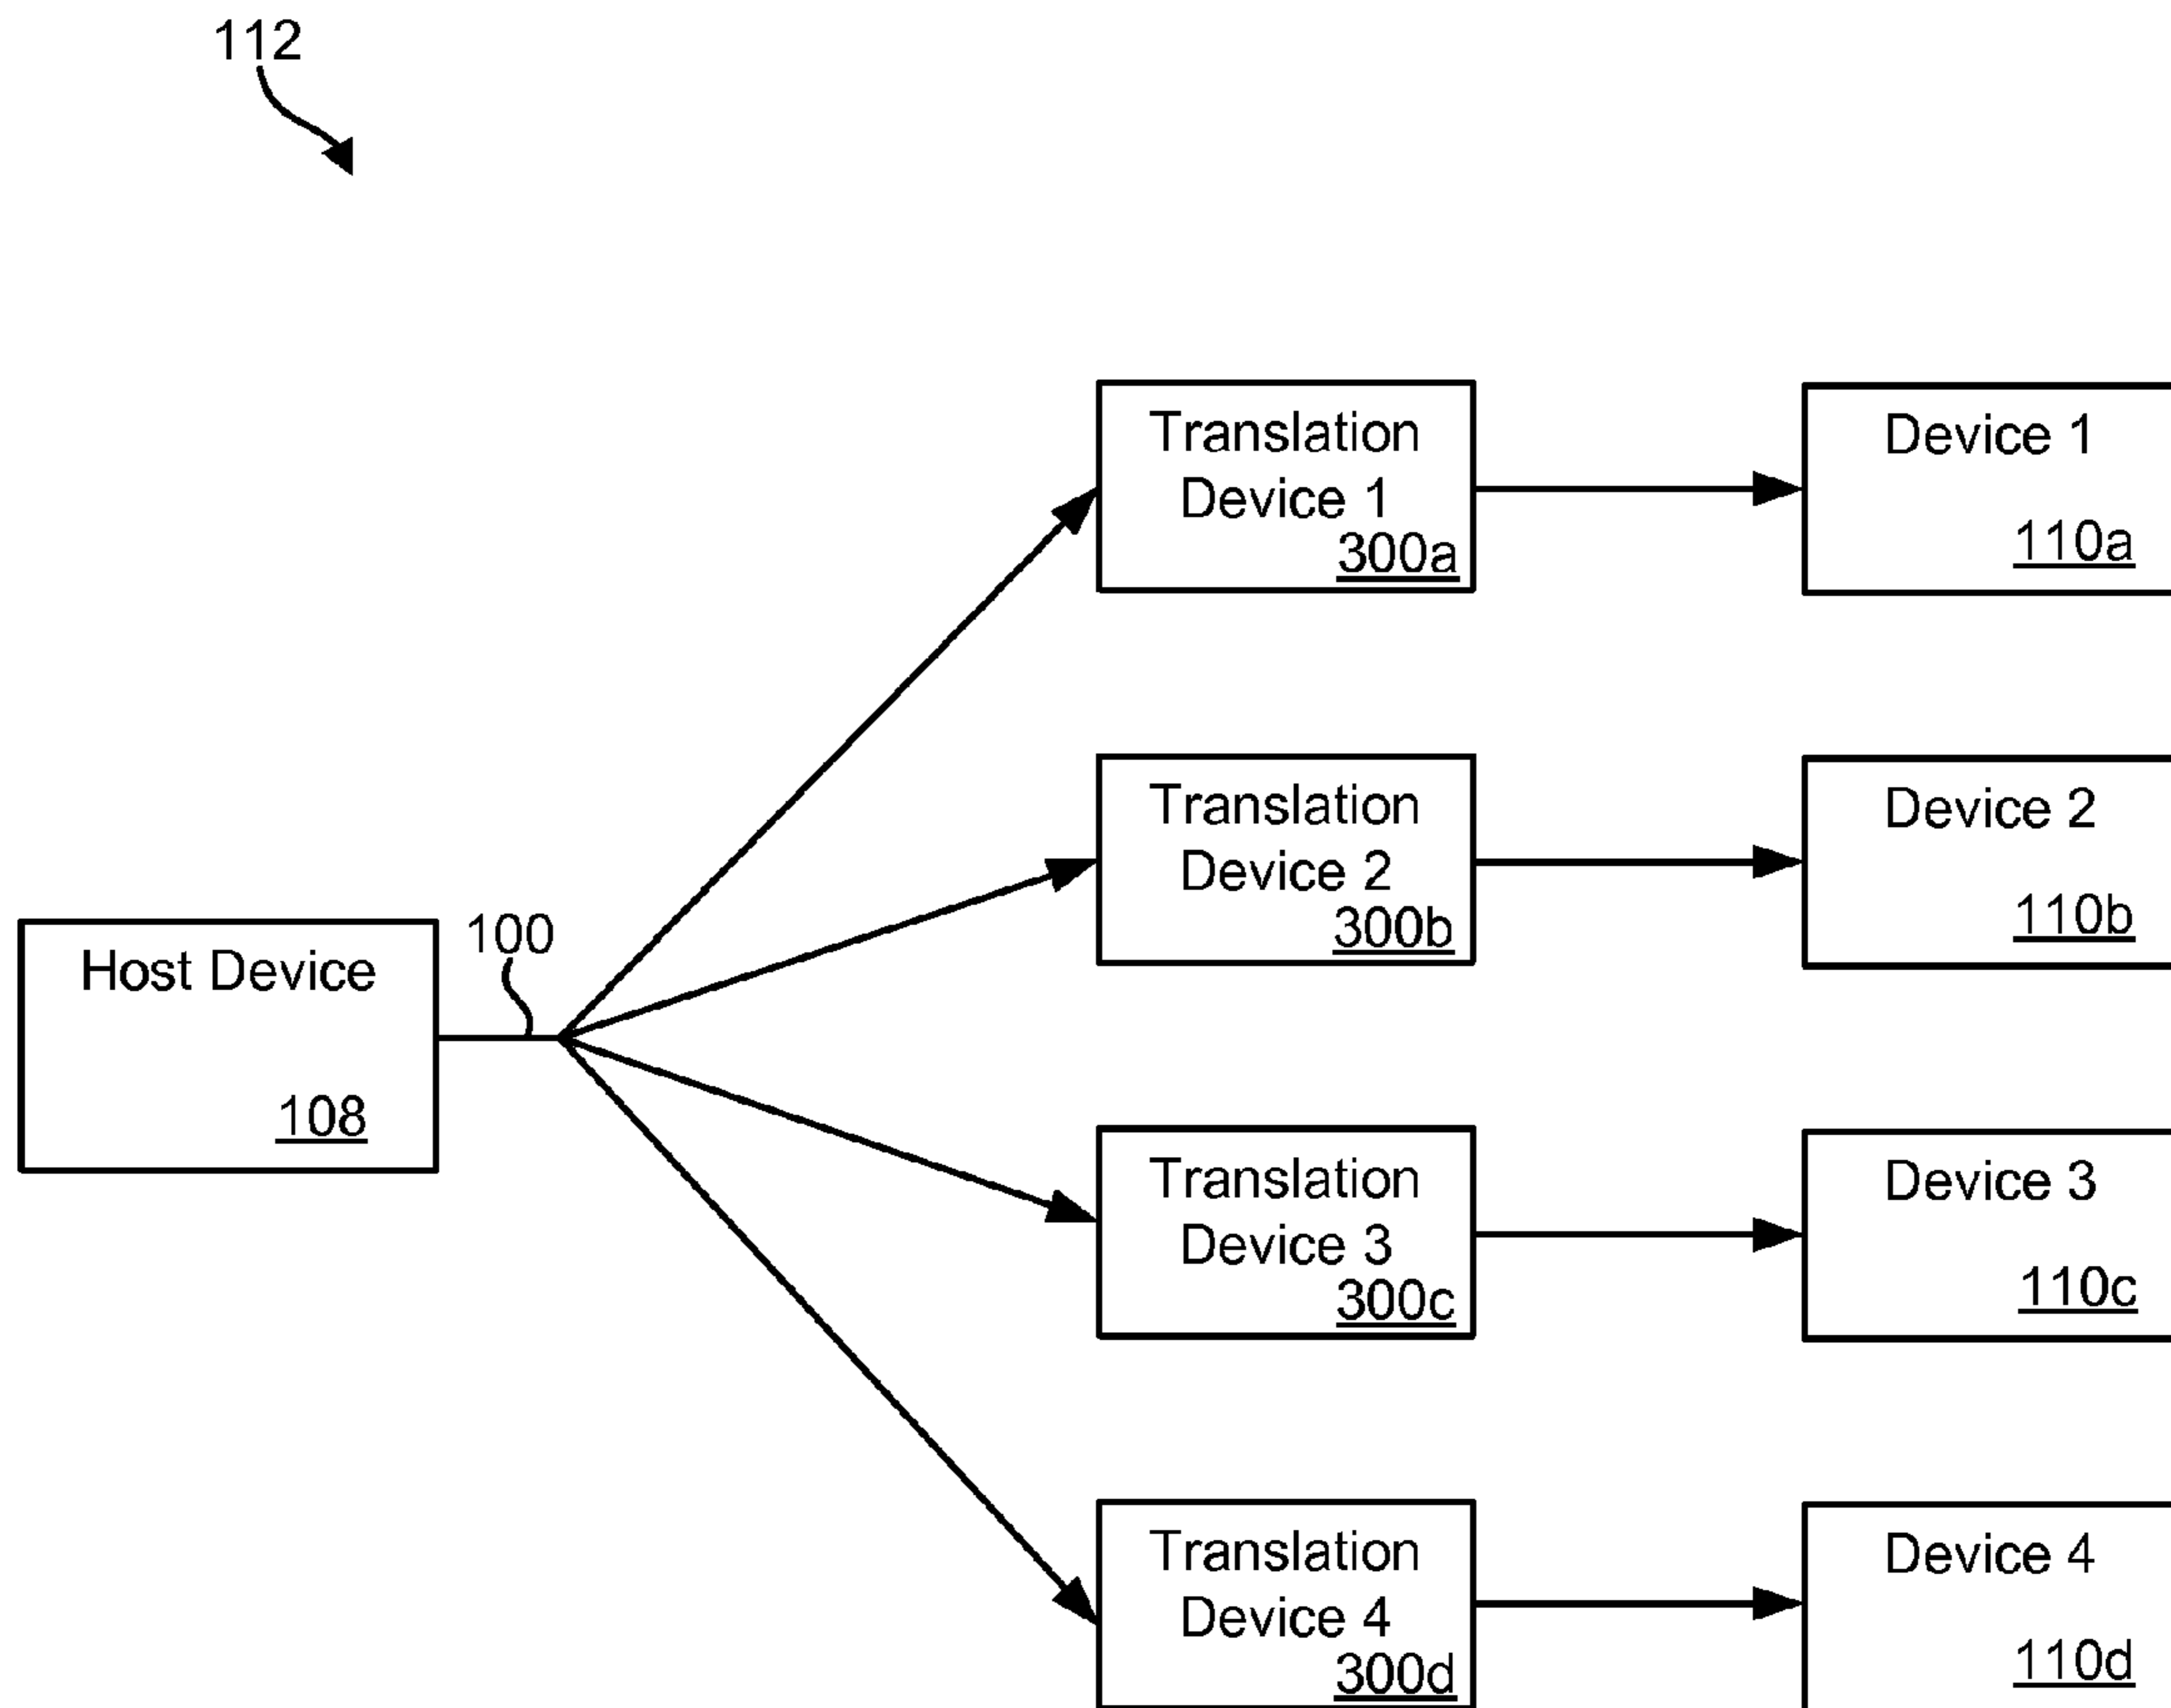 112
Translation
Device 1
300a
Device 1
110a
Translation
Device 2
300b
Device 2
110b
Host Device
108
100
Translation
Device 3
300c
Device 3
110c
Translation
Device 4
300d
Device 4
110d